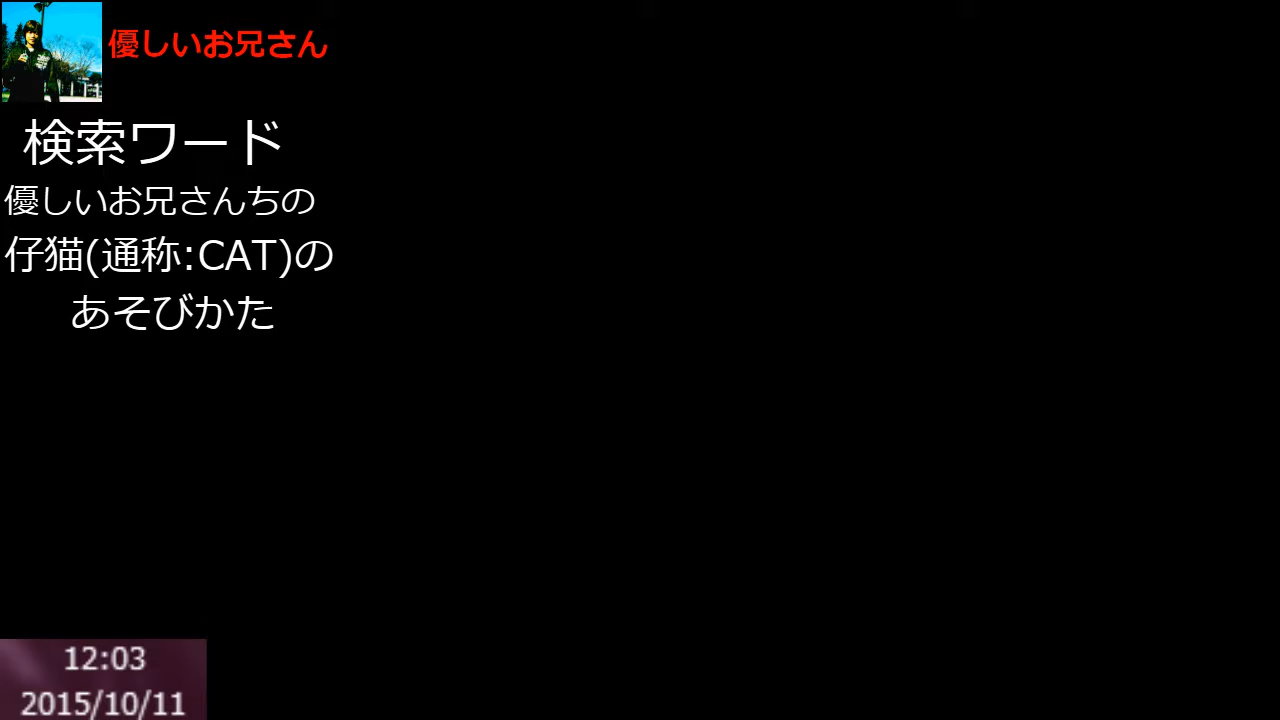 優しいお兄さん
検索ワード
優しいお兄さんちの
仔猫(通称:CAT)の
あそびかた
12:03
2015/10/11